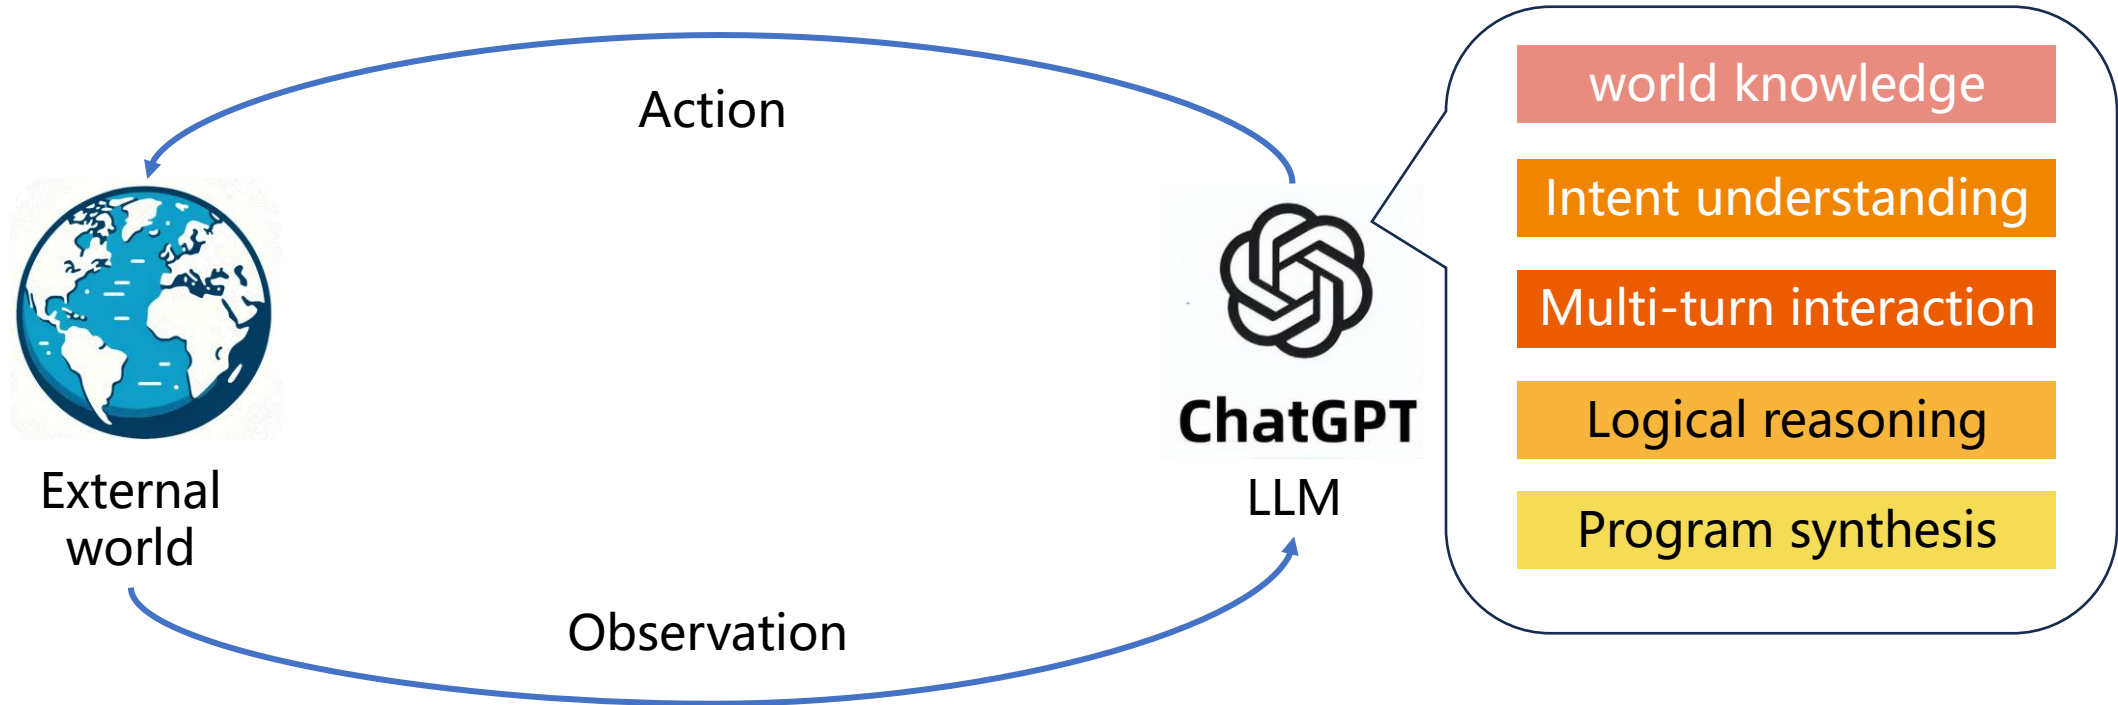 Action
External
world
ChatGPT
LLM
Observation
world knowledge
Intent understanding
Multi-turn interaction
Logical reasoning
Program synthesis